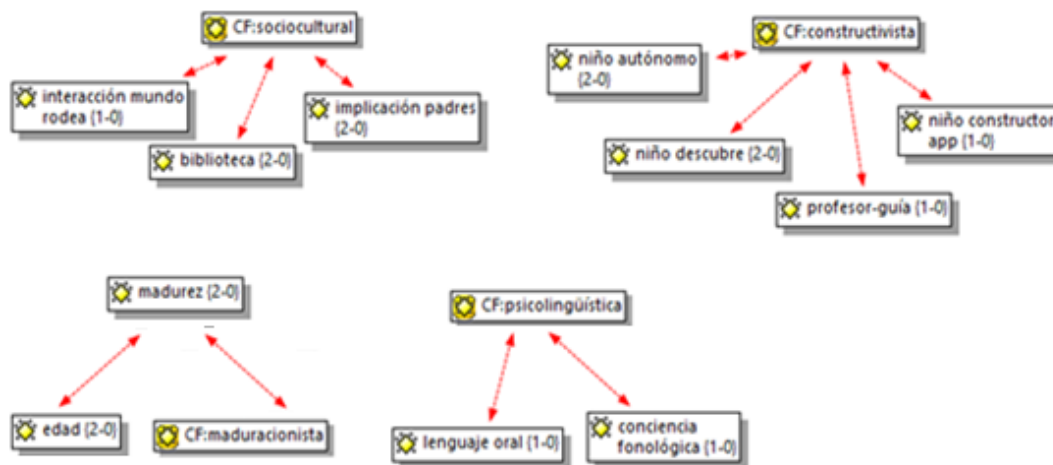 CF:sociocultural
interacción mundo
rodea {1-0}
biblioteca {2-0}
implicación padres
{2-0}
CF:constructivista
niño autónomo
{2-0}
niño descubre {2-0}
profesor-guía {1-0}
niño constructor
app {1-0}
madurez {2-0}
edad {2-0}
CF:maduracionista
CF:psicolingüística
lenguaje oral {1-0}
conciencia
fonológica {1-0}